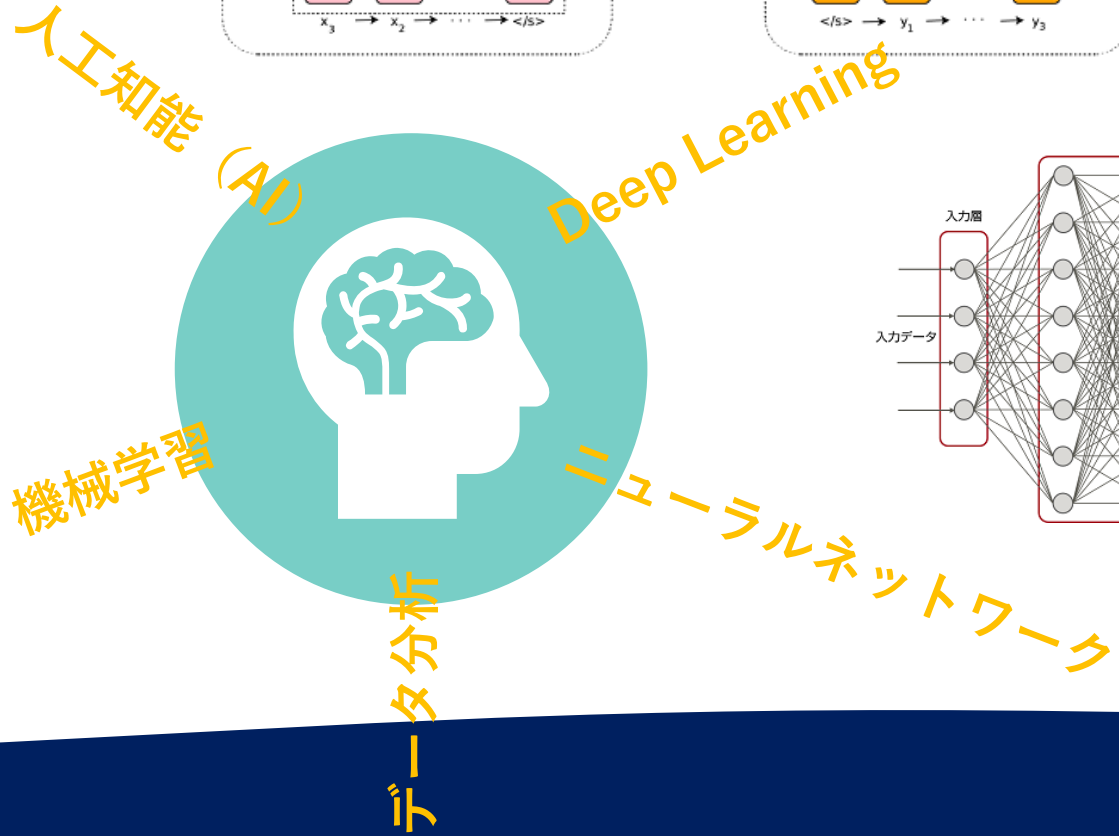 x3 x2 ... </s>
</s> y1 ... y3
人工知能（AI）
Deep Learning
入力層
入力データ
機械学習
ニューラルネットワーク
データ分析